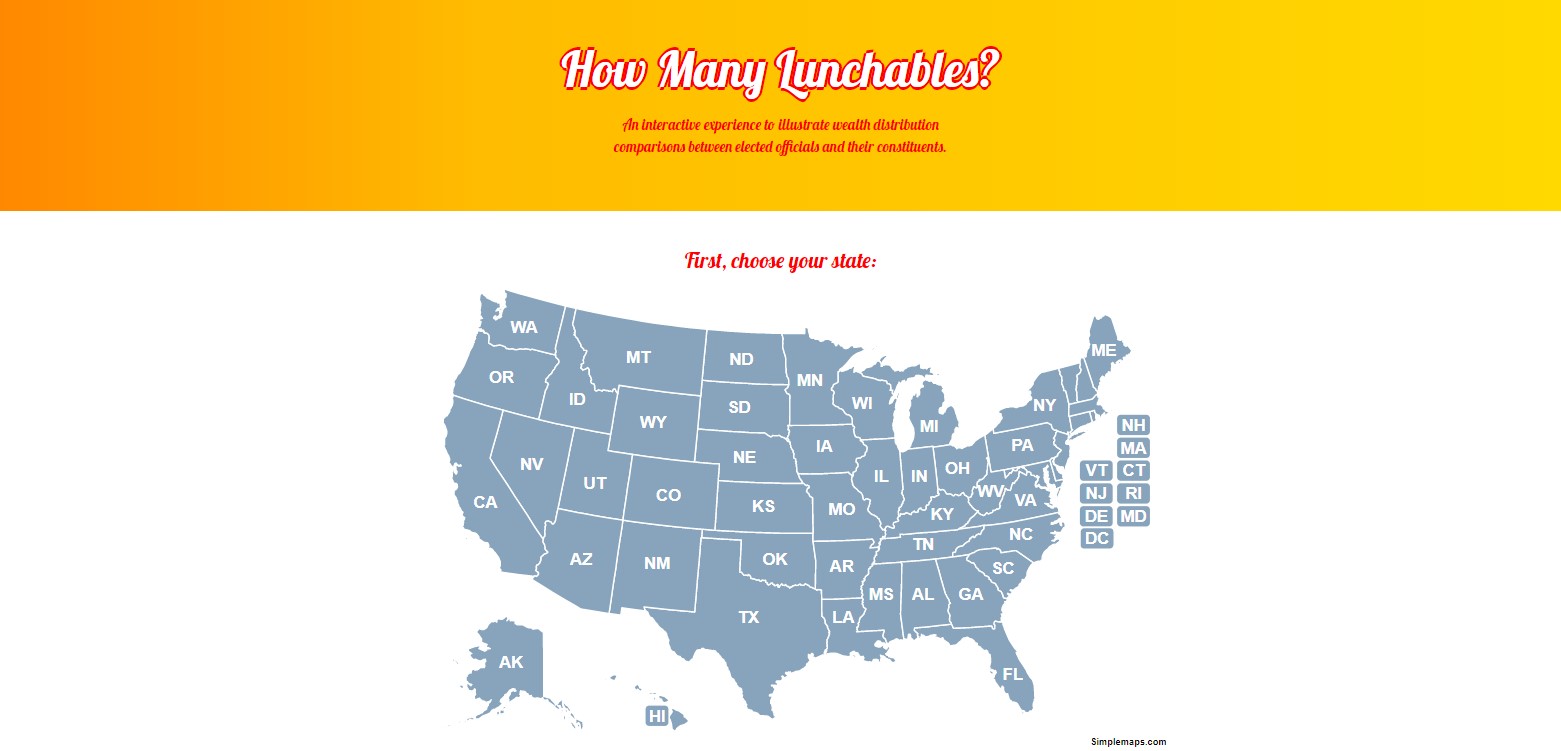 How Many Lunchables?
An interactive experience to illustrate wealth distribution
comparisons between elected officials and their constituents.
First, choose your state:
WA
MT
ND
MN
ME
OR
ID
WY
SD
WI
MI
NY
NH
MA
NV
UT
CO
NE
IA
IL
IN
OH
PA
VT
CT
CA
KS
MO
KY
WV
VA
NJ
RI
DE
MD
DC
AZ
NM
OK
AR
TN
NC
SC
TX
LA
MS
AL
GA
AK
FL
HI
Simplemaps.com